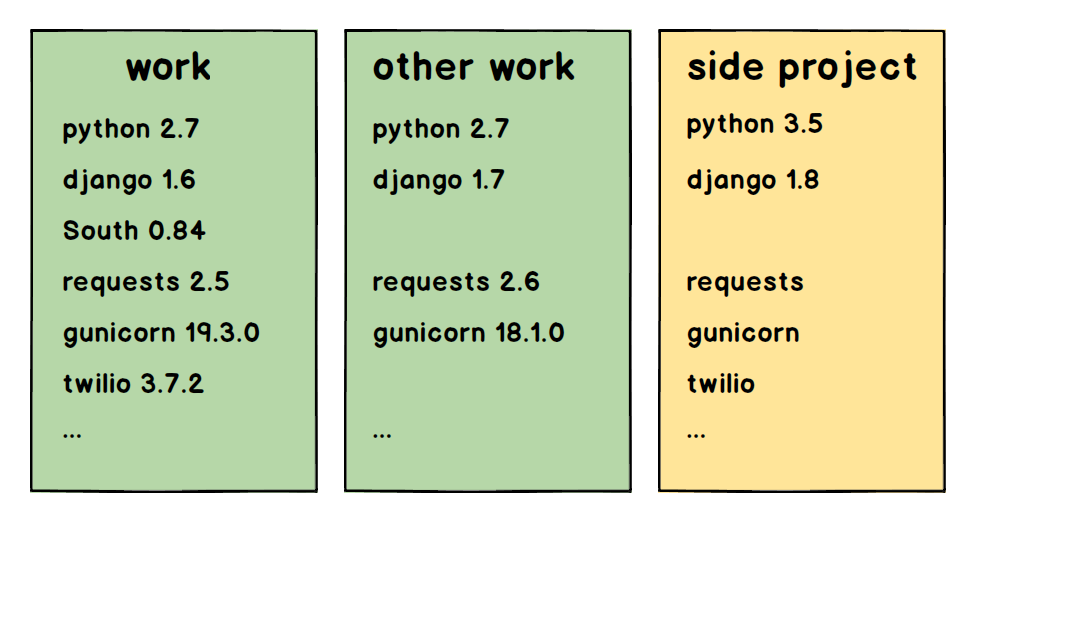 work
python 2.7
django 1.6
South 0.84
requests 2.5
gunicorn 19.3.0
twilio 3.7.2
...
other work
python 2.7
django 1.7
requests 2.6
gunicorn 18.1.0
...
side project
python 3.5
django 1.8
requests
gunicorn
twilio
...